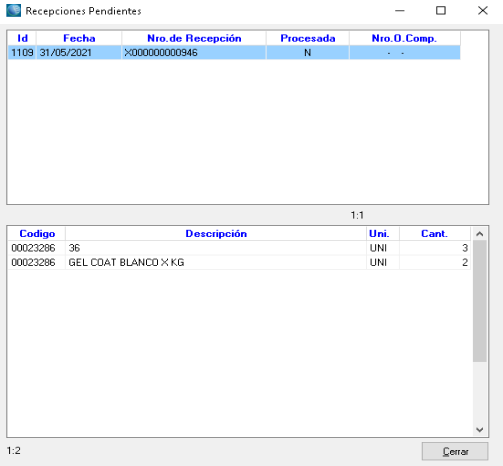 Recepciones Pendientes
Id Fecha Nro.de Recepción Procesada Nro.O.Comp.
1109 31/05/2021 X000000000946 N - -
1:1
Codigo Descripción Uni. Cant.
00023286 36 UNI 3
00023286 GEL COAT BLANCO X KG UNI 2
1:2 Cerrar